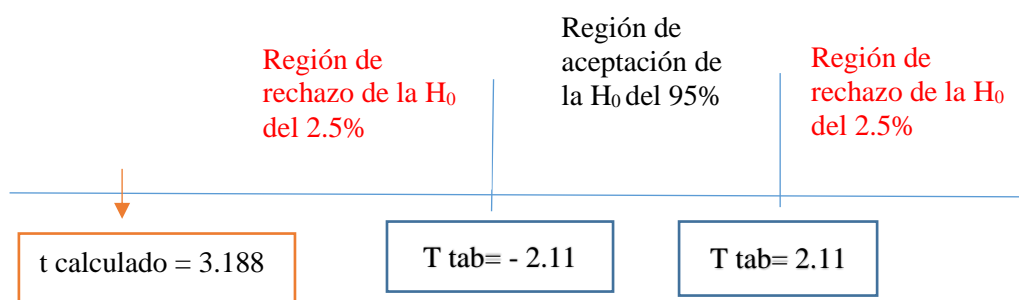 Región de
rechazo de la H₀
del 2.5%
Región de
aceptación de
la H₀ del 95%
Región de
rechazo de la H₀
del 2.5%
t calculado = 3.188
T tab= - 2.11
T tab= 2.11